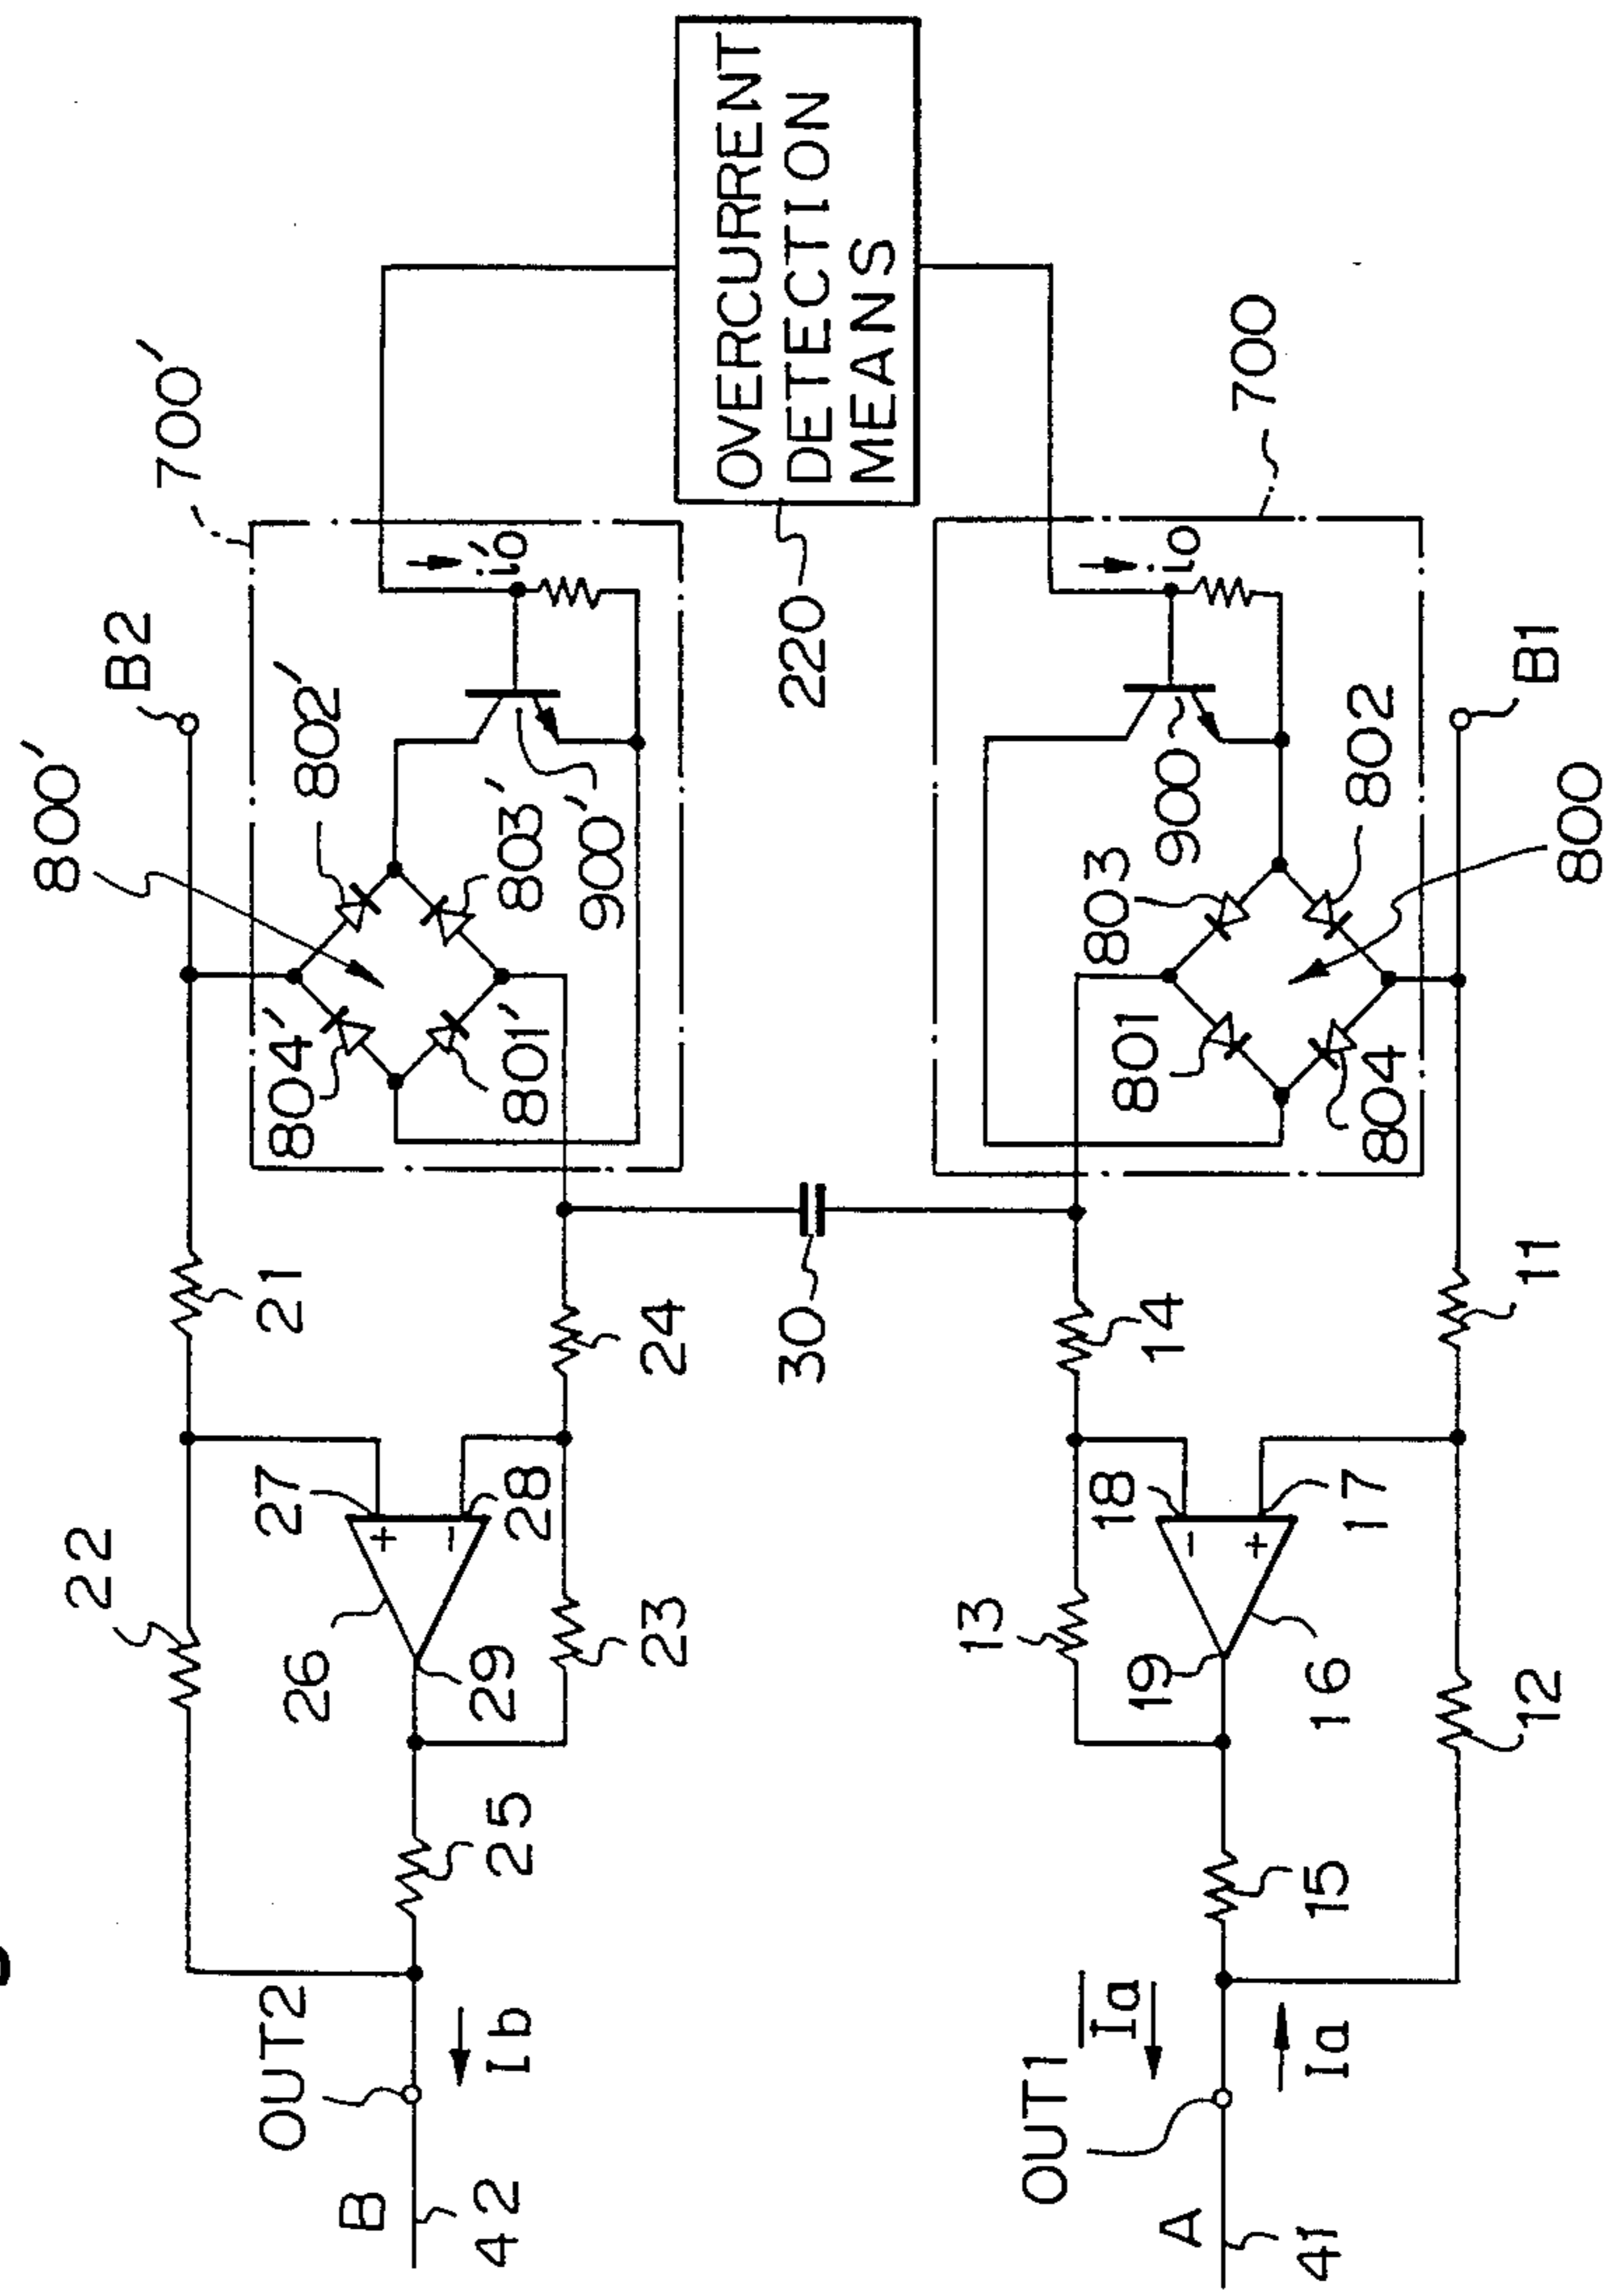 800'
B2
700'
802'
i'o
804'
803'
900'
801'
22
21
27
26
28
24
29
23
25
OUT2
Ib
B
42
30
220
OVERCURRENT
DETECTION
MEANS
700
io
900
803
802
801
804
800
B1
14
11
18
17
13
19
16
12
15
OUT1
Ia
Ia
A
41
+
−
−
+